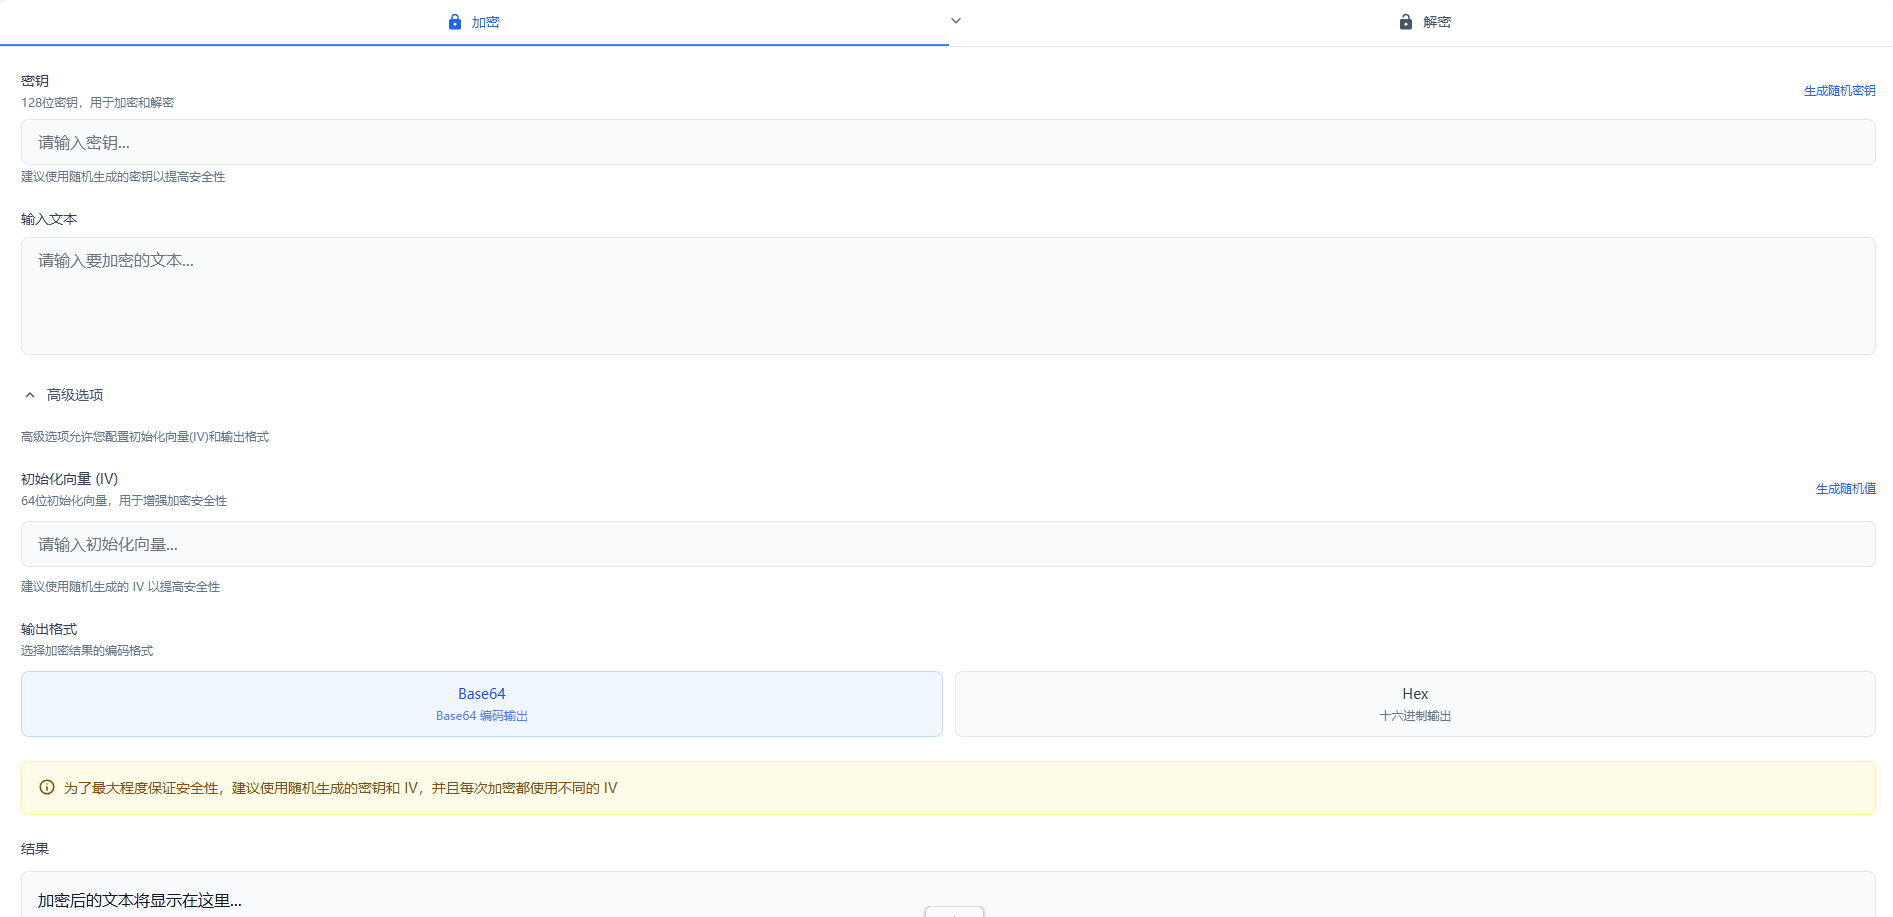 加密
解密
密钥
128位密钥，用于加密和解密
生成随机密钥
请输入密钥...
建议使用随机生成的密钥以提高安全性
输入文本
请输入要加密的文本...
高级选项
高级选项允许您配置初始化向量(IV)和输出格式
初始化向量 (IV)
64位初始化向量，用于增强加密安全性
生成随机值
请输入初始化向量...
建议使用随机生成的 IV 以提高安全性
输出格式
选择加密结果的编码格式
Base64
Base64 编码输出
Hex
十六进制输出
为了最大程度保证安全性，建议使用随机生成的密钥和 IV，并且每次加密都使用不同的 IV
结果
加密后的文本将显示在这里...